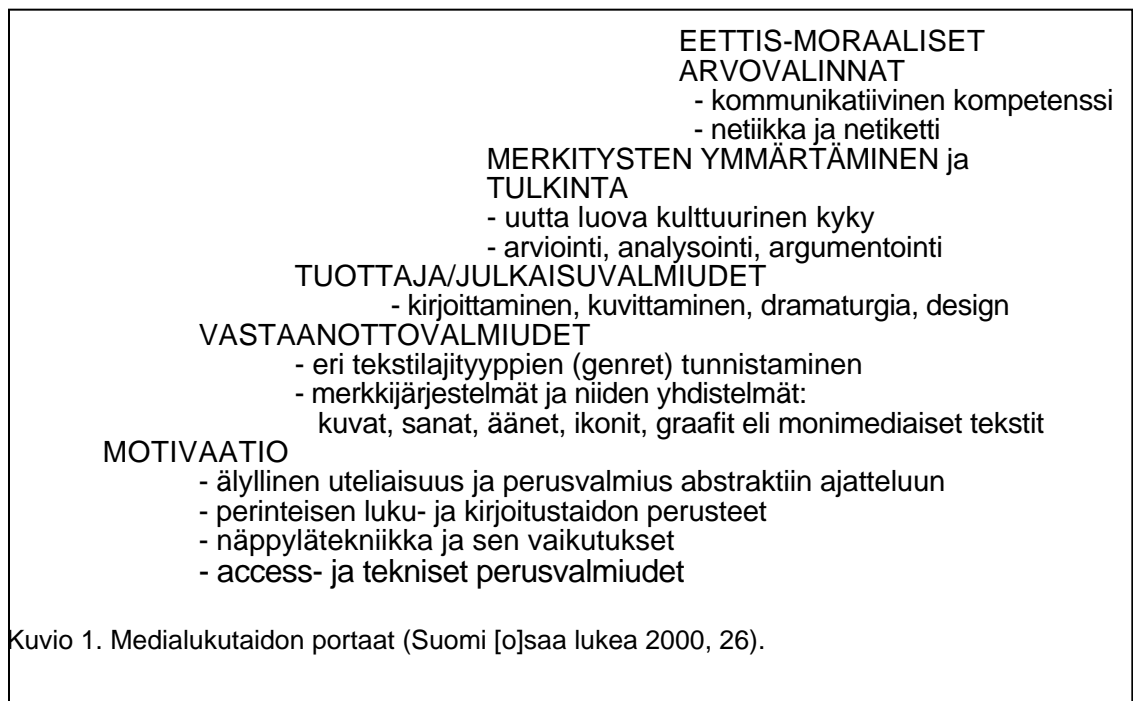 EETTIS-MORAALISET
ARVOVALINNAT
- kommunikatiivinen kompetenssi
- netiikka ja netiketti
MERKITYSTEN YMMÄRTÄMINEN ja
TULKINTA
- uutta luova kulttuurinen kyky
- arviointi, analysointi, argumentointi
TUOTTAJA/JULKAISUVALMIUDET
- kirjoittaminen, kuvittaminen, dramaturgia, design
VASTAANOTTOVALMIUDET
- eri tekstilajityyppien (genret) tunnistaminen
- merkkijärjestelmät ja niiden yhdistelmät:
kuvat, sanat, äänet, ikonit, graafit eli monimediaiset tekstit
MOTIVAATIO
- älyllinen uteliaisuus ja perusvalmius abstraktiin ajatteluun
- perinteisen luku- ja kirjoitustaidon perusteet
- näppylätekniikka ja sen vaikutukset
- access- ja tekniset perusvalmiudet
Kuvio 1. Medialukutaidon portaat (Suomi [o]saa lukea 2000, 26).